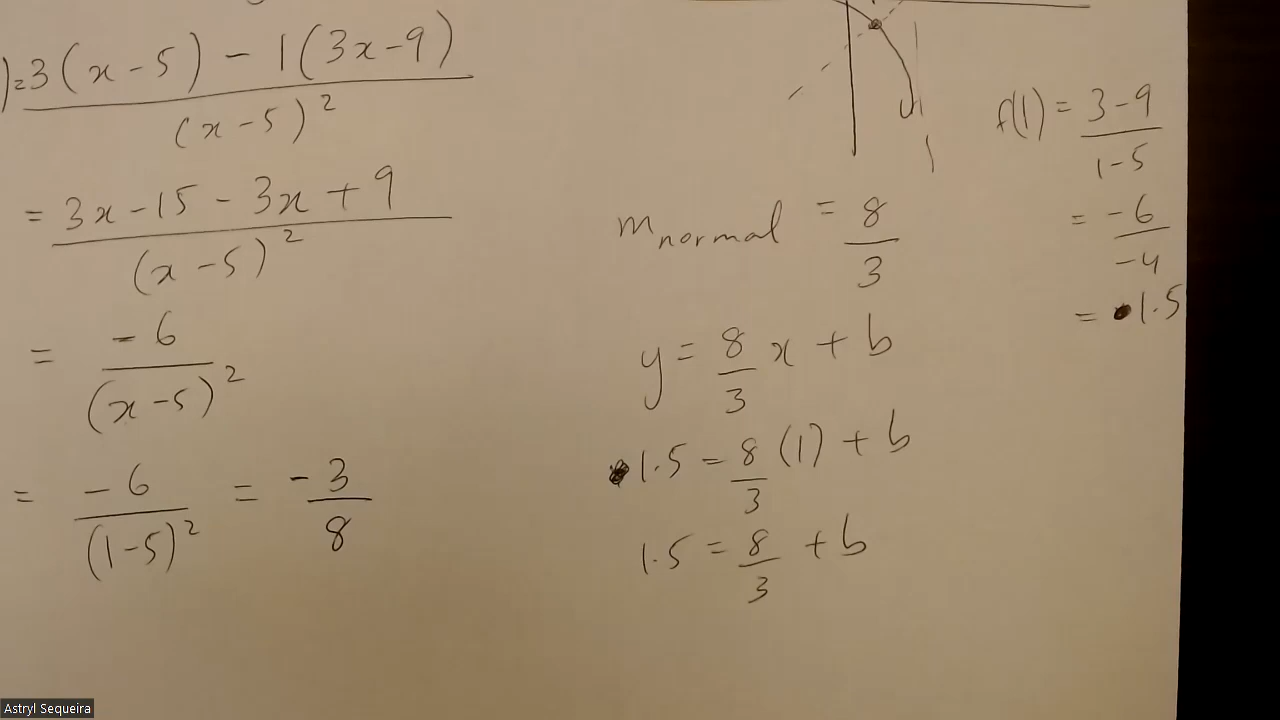 ) = 3(x-5) - 1(3x-9)
(x-5)²
= 3x-15-3x+9
(x-5)²
= -6
(x-5)²
= -6 = -3
(1-5)² 8
m normal = 8
3
y = 8 x + b
3
1.5 = 8 (1) + b
3
1.5 = 8 + b
3
f(1) = 3-9
1-5
= -6
-4
= 1.5
Astryl Sequeira